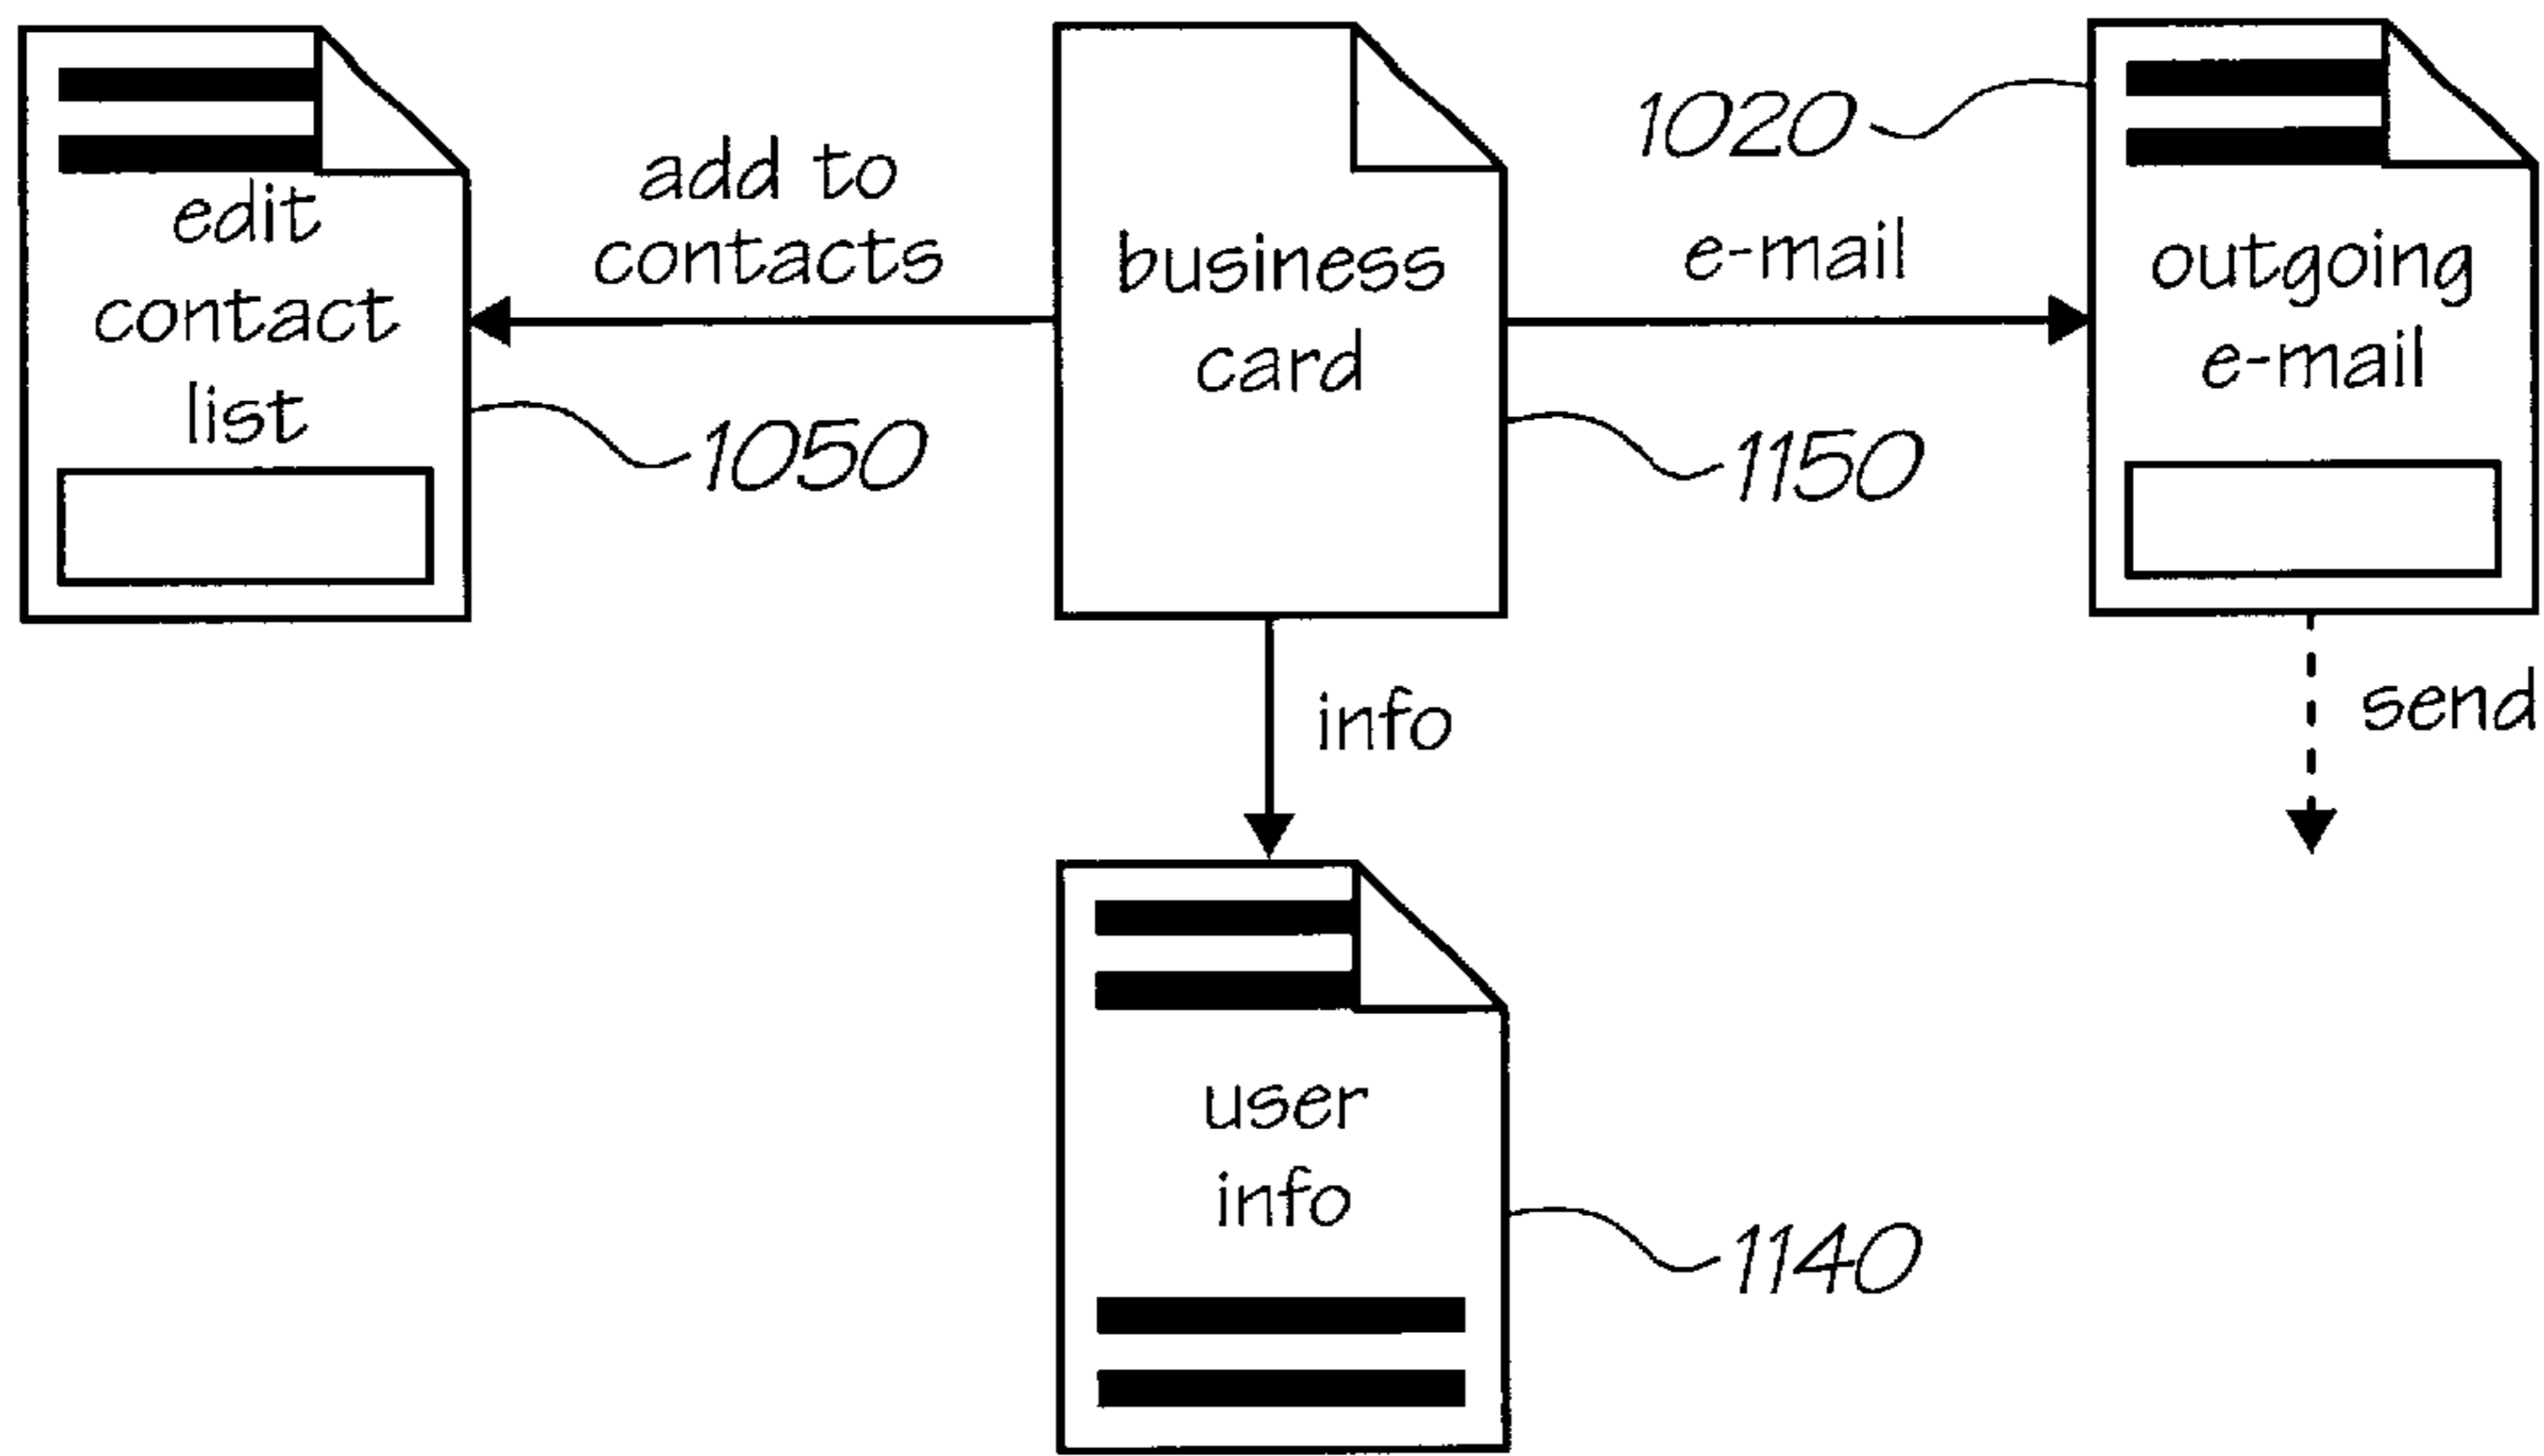 edit
contact
list
add to
contacts
1050
business
card
1150
1020
e-mail
outgoing
e-mail
send
info
user
info
1140